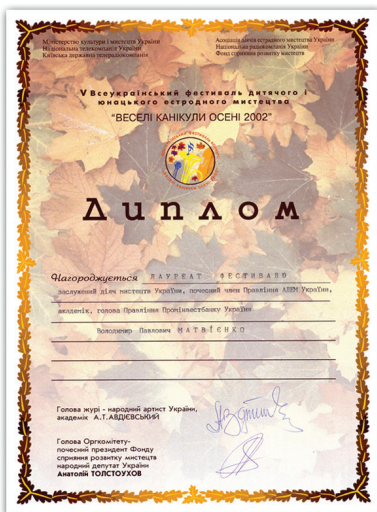 Міністерство культури і мистецтв України
Національна телекомпанія України
Київська державна телерадіокомпанія
Асоціація діячів естрадного мистецтва України
Національна радіокомпанія України
Фонд сприяння розвитку мистецтв
V Всеукраїнський фестиваль дитячого і
юнацького естрадного мистецтва
"ВЕСЕЛІ КАНІКУЛИ ОСЕНІ 2002"
Диплом
Нагороджується ЛАУРЕАТ ФЕСТИВАЛЮ
заслужений діяч мистецтв України, почесний член Правління АДЕМ України,
академік, голова Правління Промінвестбанку України
Володимир Павлович МАТВІЄНКО
Голова журі - народний артист України,
академік А.Т.АВДІЄВСЬКИЙ
Голова Оргкомітету-
почесний президент Фонду
сприяння розвитку мистецтв
народний депутат України
Анатолій ТОЛСТОУХОВ